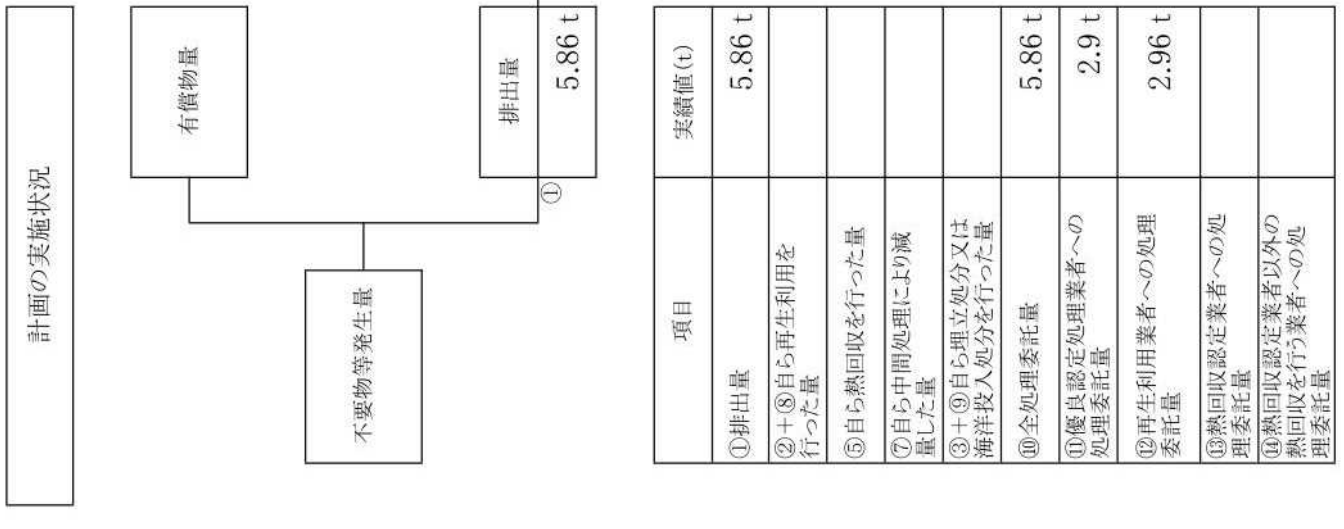 計画の実施状況
不要物等発生量
有償物量
①
排出量
5.86 t
項目
実績値(t)
①排出量
5.86 t
②+⑧自ら再生利用を
行った量
⑤自ら熱回収を行った量
⑦自ら中間処理により減
量した量
③+⑨自ら埋立処分又は
海洋投入処分を行った量
⑩全処理委託量
5.86 t
⑪優良認定処理業者への
処理委託量
2.9 t
⑫再生利用業者への処理
委託量
2.96 t
⑬熱回収認定業者への処
理委託量
⑭熱回収認定業者以外の
熱回収を行う業者への処
理委託量